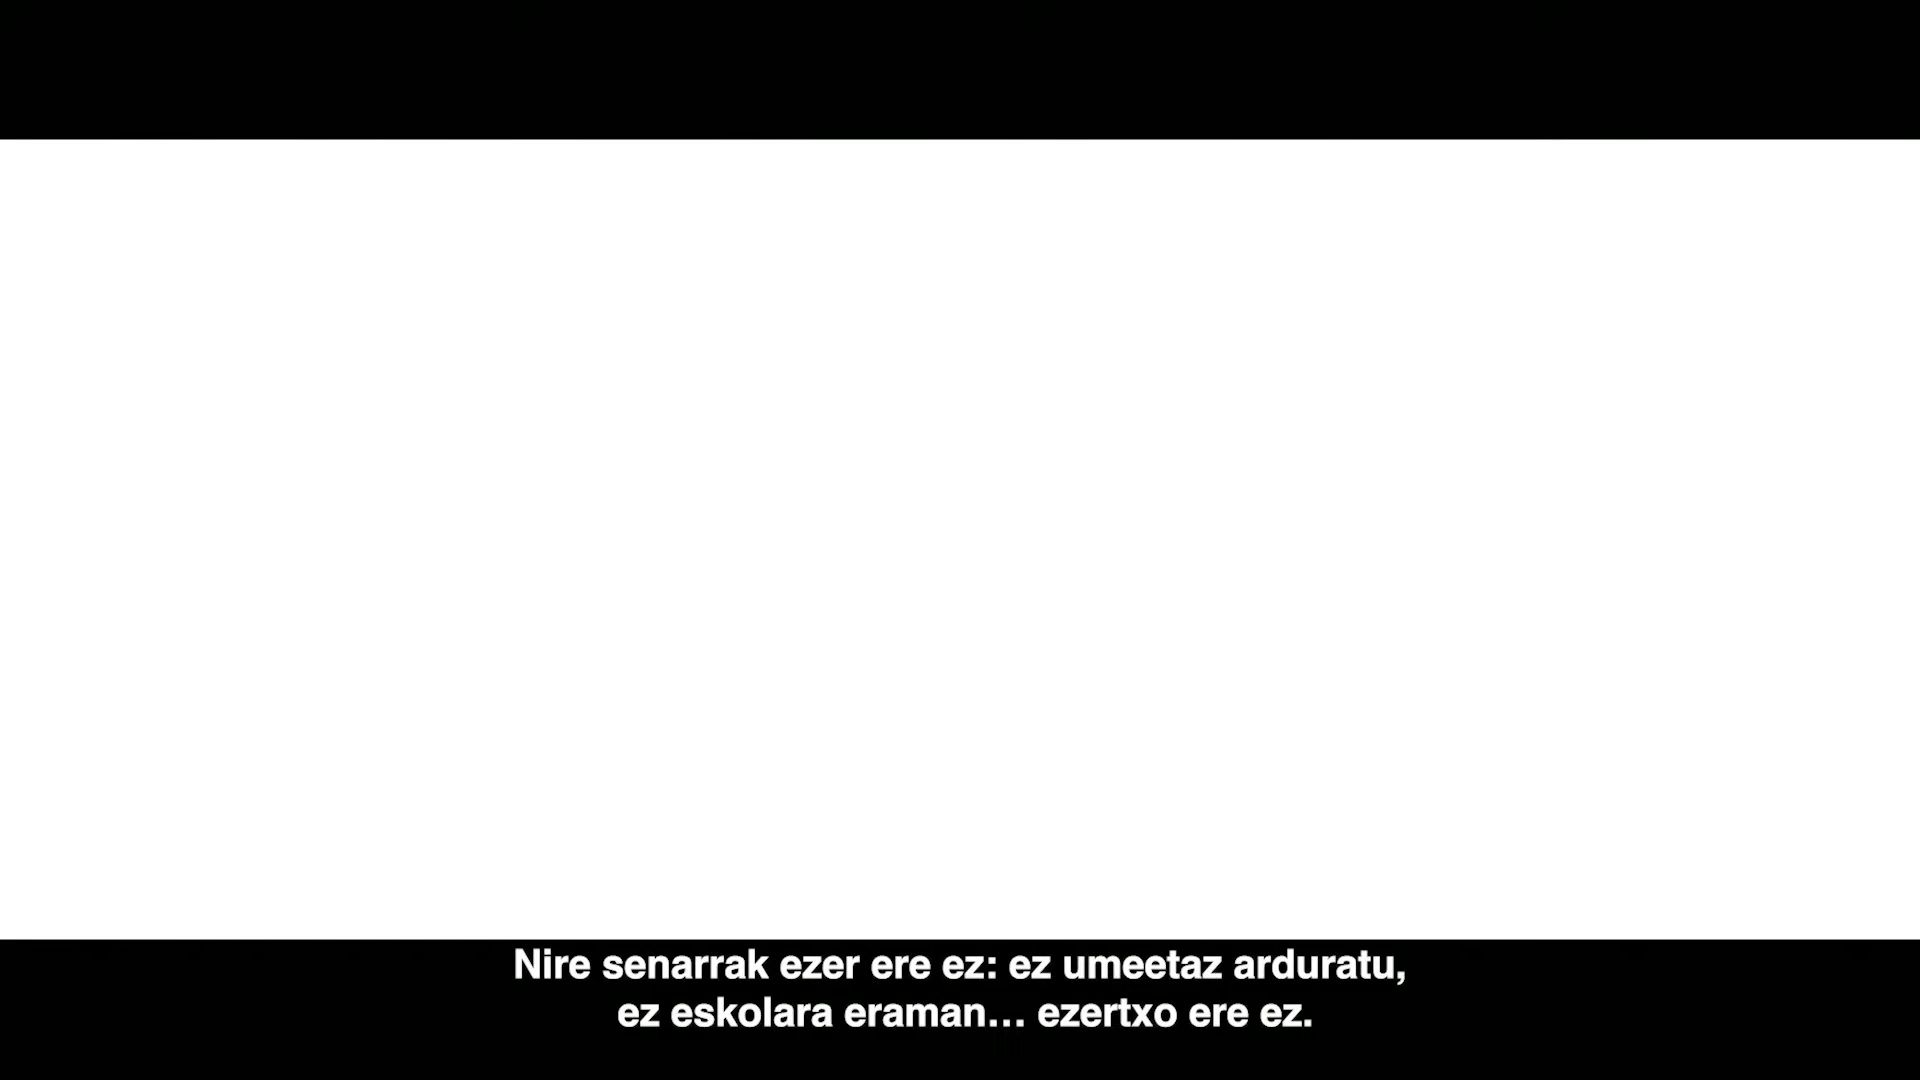 Nire senarrak ezer ere ez: ez umeetaz arduratu,
ez eskolara eraman... ezertxo ere ez.